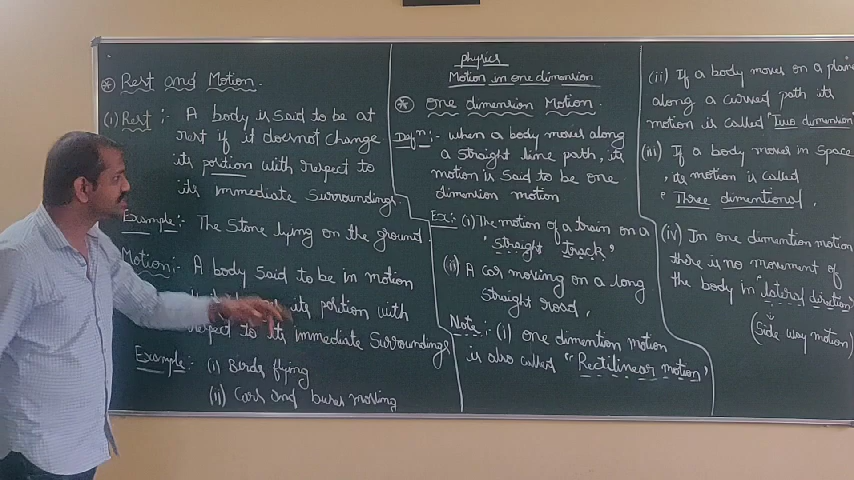 Rest and Motion.
(i) Rest :- A body is said to be at
rest if it does not change
its position with respect to
its immediate surroundings.
Example:- The stone lying on the ground.
Motion:- A body said to be in motion
its position with
respect to its immediate surroundings
Example:- (i) Birds flying
(ii) Cars and buses moving
physics
Motion in one dimension
one dimension Motion.
Defn:- when a body moves along
a straight line path, its
motion is said to be one
dimension motion
Ex:- (i) The motion of a train on a
"straight track"
(ii) A car moving on a long
straight road.
Note:- (i) one dimention motion
is also called "Rectilinear motion"
(ii) If a body moves on a plane
along a curved path its
motion is called "Two dimension"
(iii) If a body moves in space
, its motion is called
"Three dimentional.
(iv) In one dimention motion
there is no movement of
the body in "lateral direction"
(Side way motion)